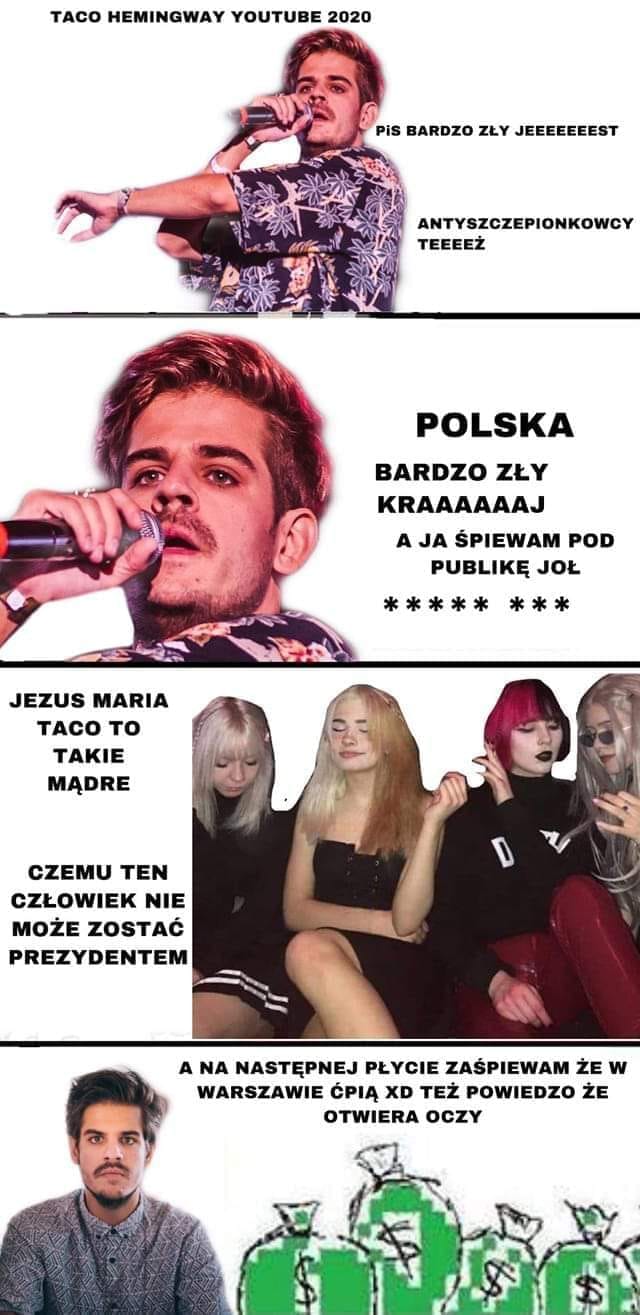 TACO HEMINGWAY YOUTUBE 2020
PiS BARDZO ZŁY JEEEEEEEST
ANTYSZCZEPIONKOWCY
TEEEEŻ
POLSKA
BARDZO ZŁY
KRAAAAAAJ
A JA ŚPIEWAM POD
PUBLIKĘ JOŁ
***** ***
JEZUS MARIA
TACO TO
TAKIE
MĄDRE
CZEMU TEN
CZŁOWIEK NIE
MOŻE ZOSTAĆ
PREZYDENTEM
A NA NASTĘPNEJ PŁYCIE ZAŚPIEWAM ŻE W
WARSZAWIE ĆPIĄ XD TEŻ POWIEDZO ŻE
OTWIERA OCZY
$ $ $ $